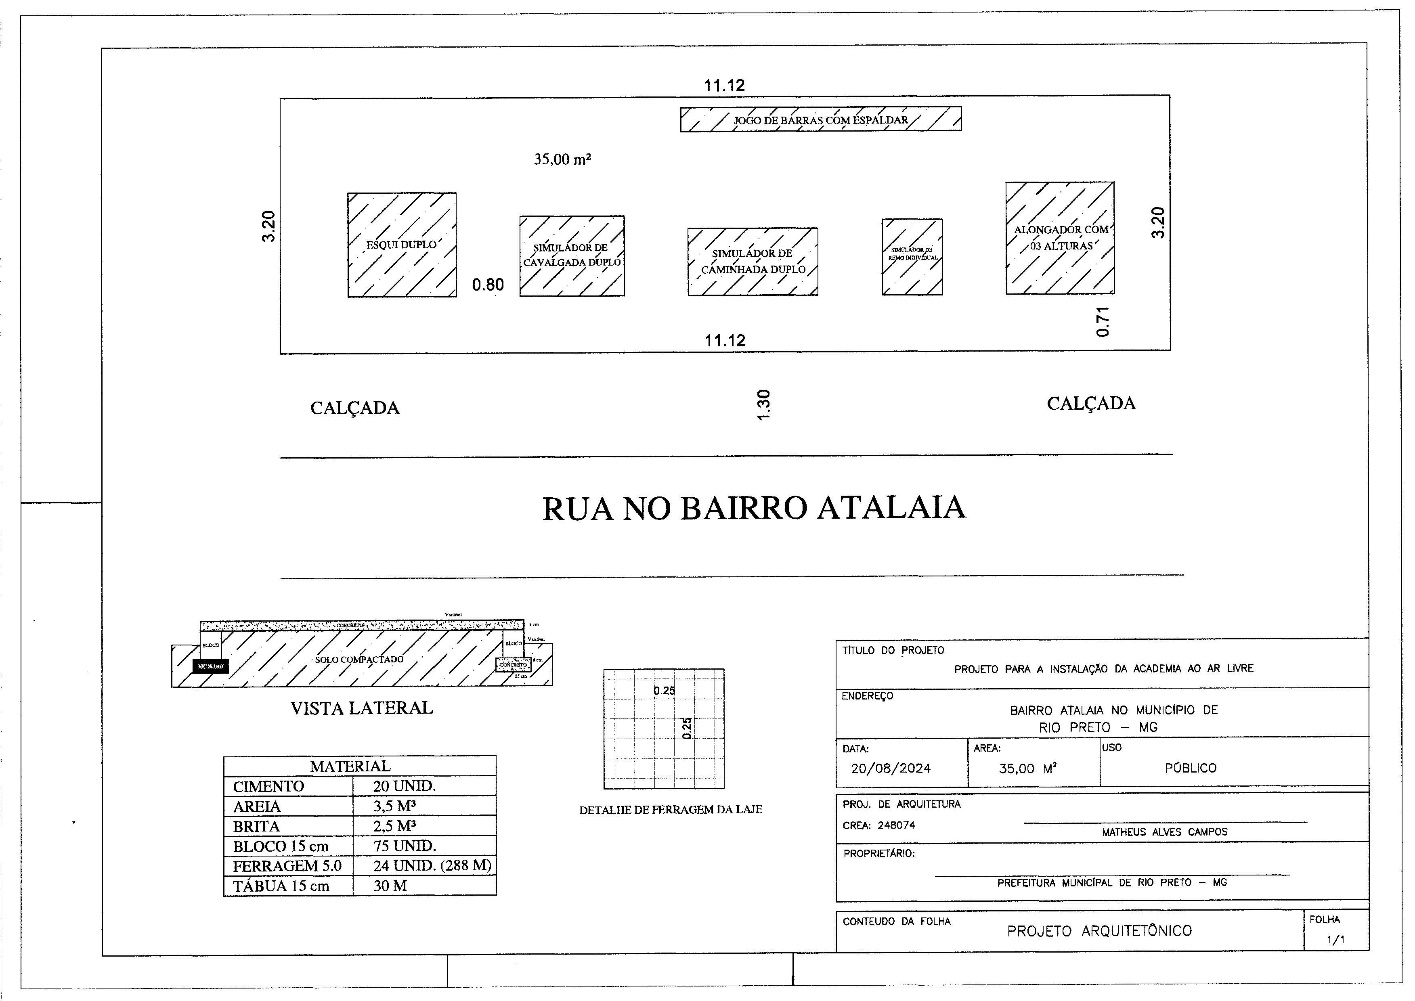 11.12
JOGO DE BARRAS COM ESPALDAR
35,00 m²
3.20
3.20
ESQUI DUPLO
SIMULADOR DE
CAVALGADA DUPLO
SIMULADOR DE
CAMINHADA DUPLO
REMO INDIVIDUAL
ALONGADOR COM
03 ALTURAS
0.80
0.71
11.12
CALÇADA
1.30
CALÇADA
RUA NO BAIRRO ATALAIA
BLOCO
SOLO COMPACTADO
BLOCO
CONCRETO
VISTA LATERAL
0.25
0.25
DETALHE DE FERRAGEM DA LAJE
MATERIAL
CIMENTO 20 UNID.
AREIA 3,5 M³
BRITA 2,5 M³
BLOCO 15 cm 75 UNID.
FERRAGEM 5.0 24 UNID. (288 M)
TÁBUA 15 cm 30 M
TÍTULO DO PROJETO
PROJETO PARA A INSTALAÇÃO DA ACADEMIA AO AR LIVRE
ENDEREÇO
BAIRRO ATALAIA NO MUNICÍPIO DE
RIO PRETO – MG
DATA: AREA: USO
20/08/2024 35,00 M² PÚBLICO
PROJ. DE ARQUITETURA
CREA: 248074
MATHEUS ALVES CAMPOS
PROPRIETÁRIO:
PREFEITURA MUNICIPAL DE RIO PRETO – MG
CONTEUDO DA FOLHA FOLHA
PROJETO ARQUITETÔNICO 1/1